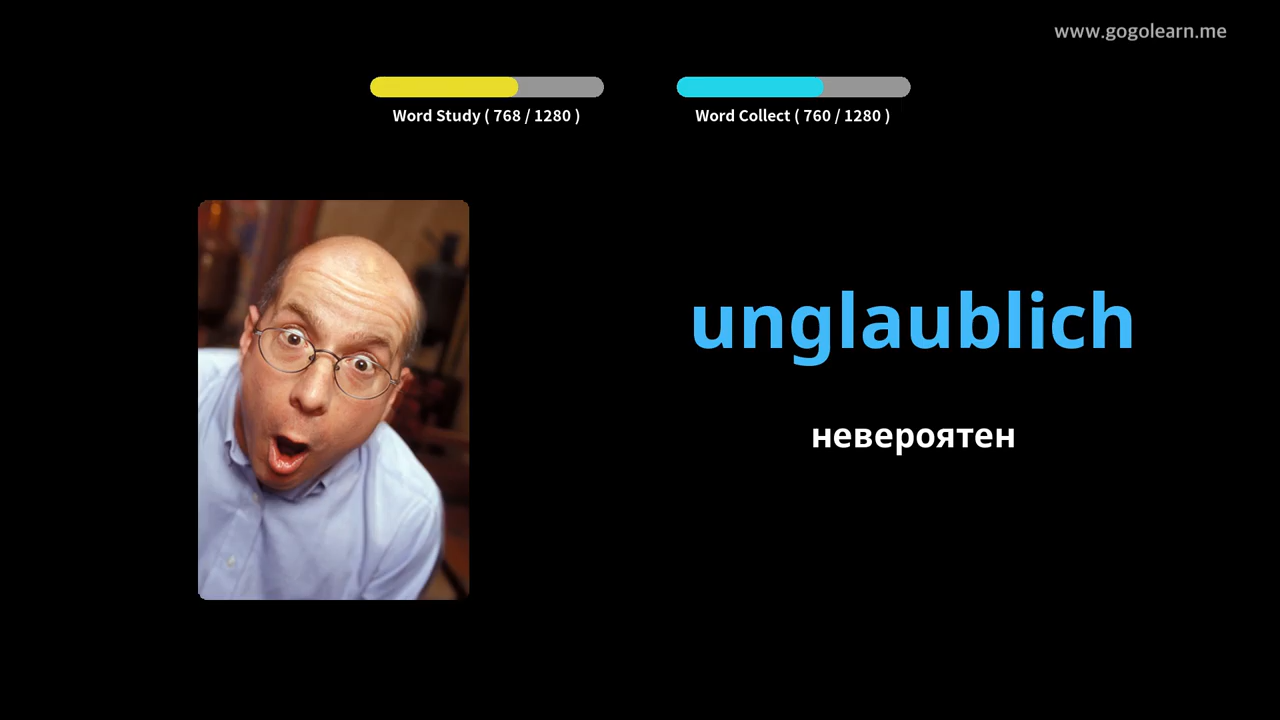 www.gogolearn.me
Word Study ( 768 / 1280 )
Word Collect ( 760 / 1280 )
unglaublich
невероятен